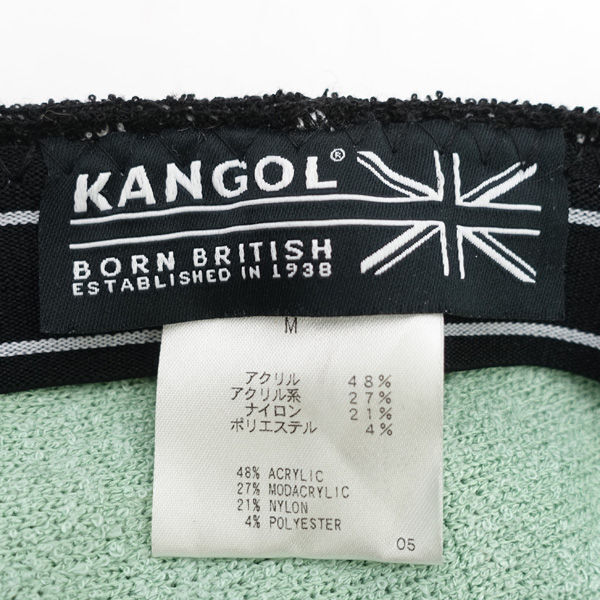 KANGOL®
BORN BRITISH
ESTABLISHED IN 1938
M
アクリル 48%
アクリル系 27%
ナイロン 21%
ポリエステル 4%
48% ACRYLIC
27% MODACRYLIC
21% NYLON
4% POLYESTER
05